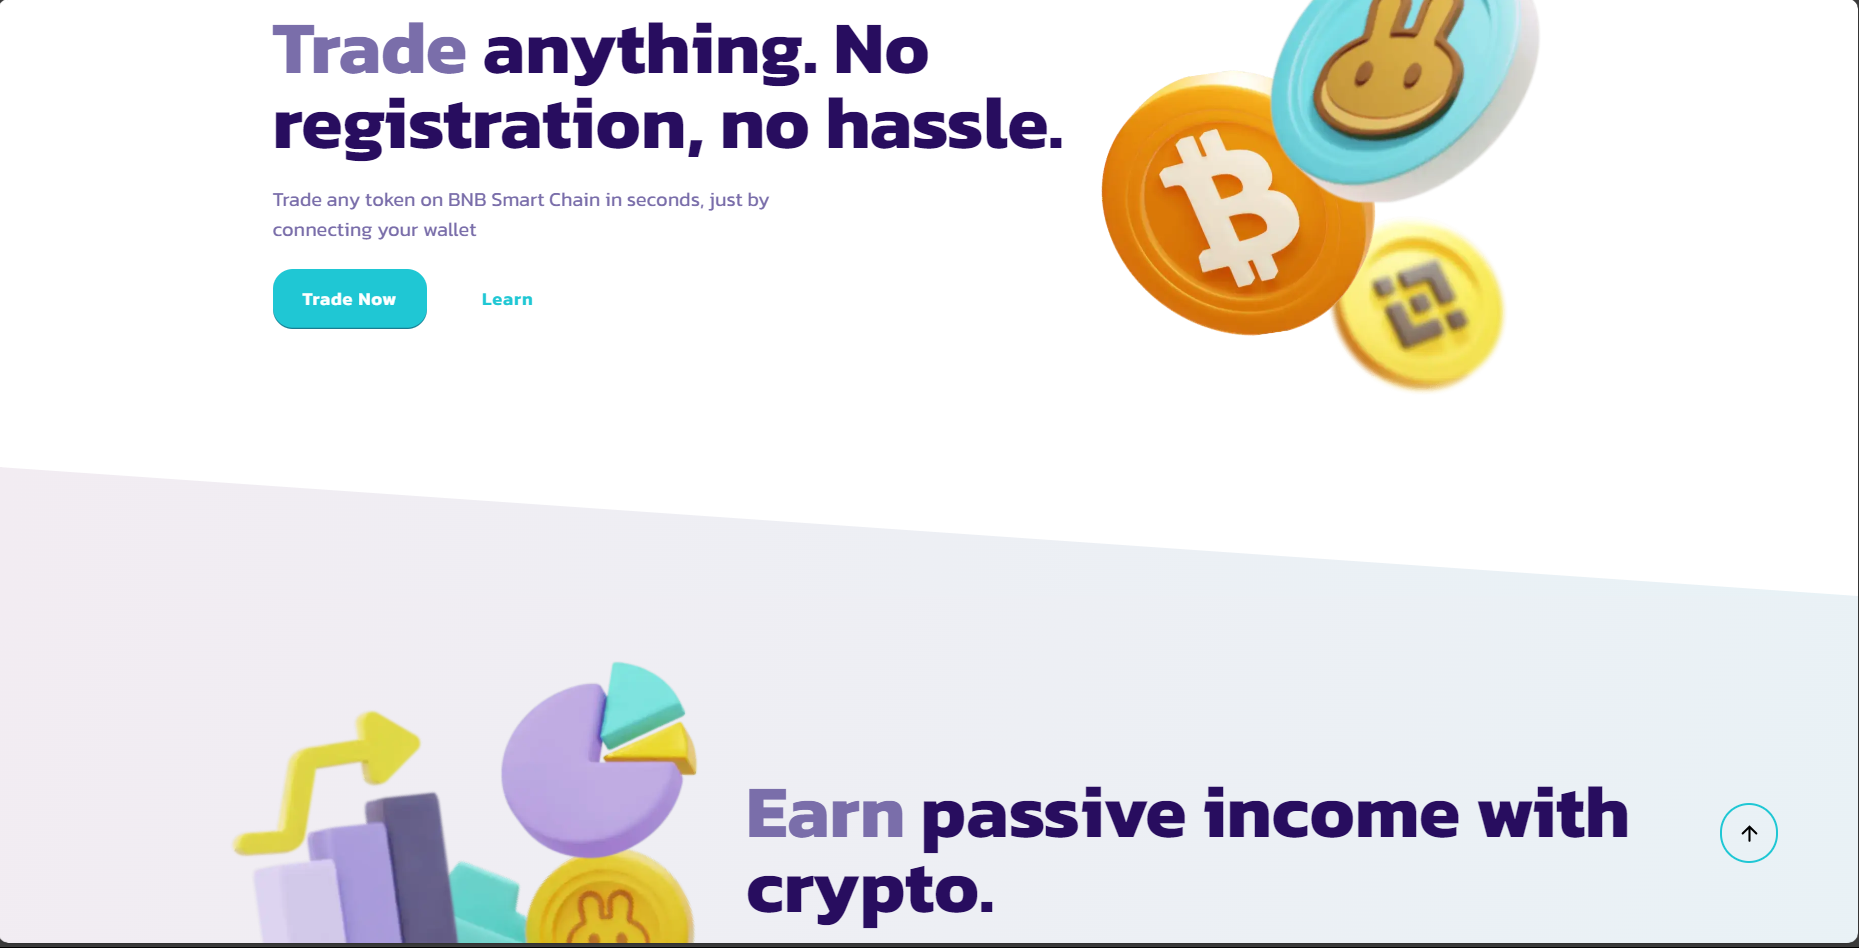 Trade anything. No
registration, no hassle.
Trade any token on BNB Smart Chain in seconds, just by
connecting your wallet
Trade Now
Learn
Earn passive income with
crypto.